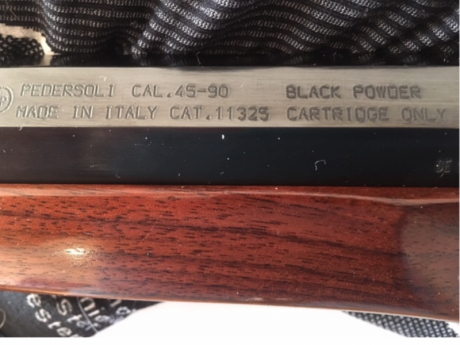 PEDERSOLI CAL.45-90 BLACK POWDER
MADE IN ITALY CAT.11325 CARTRIDGE ONLY